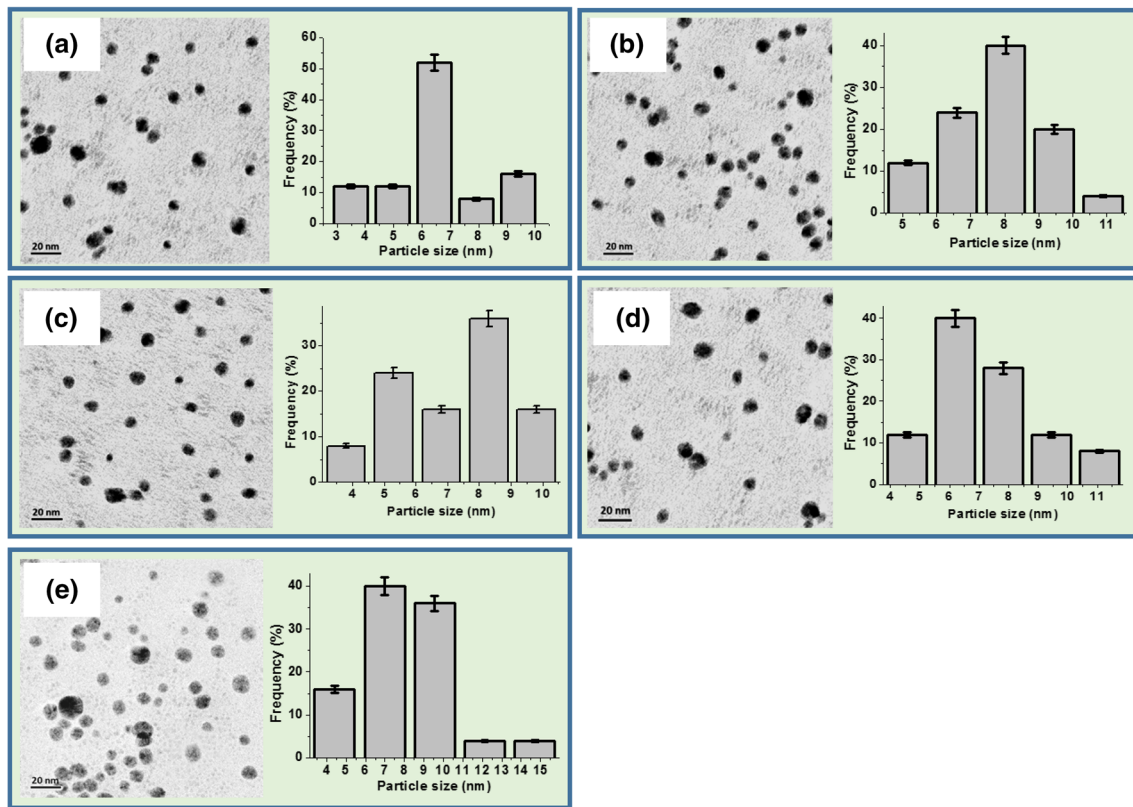 (a)
60
50
40
30
20
10
0
Frequency (%)
3 4 5 6 7 8 9 10
Particle size (nm)
20 nm
(b)
40
30
20
10
0
Frequency (%)
5 6 7 8 9 10 11
Particle size (nm)
20 nm
(c)
30
20
10
0
Frequency (%)
4 5 6 7 8 9 10
Particle size (nm)
20 nm
(d)
40
30
20
10
0
Frequency (%)
4 5 6 7 8 9 10 11
Particle size (nm)
20 nm
(e)
40
30
20
10
0
Frequency (%)
4 5 6 7 8 9 10 11 12 13 14 15
Particle size (nm)
20 nm